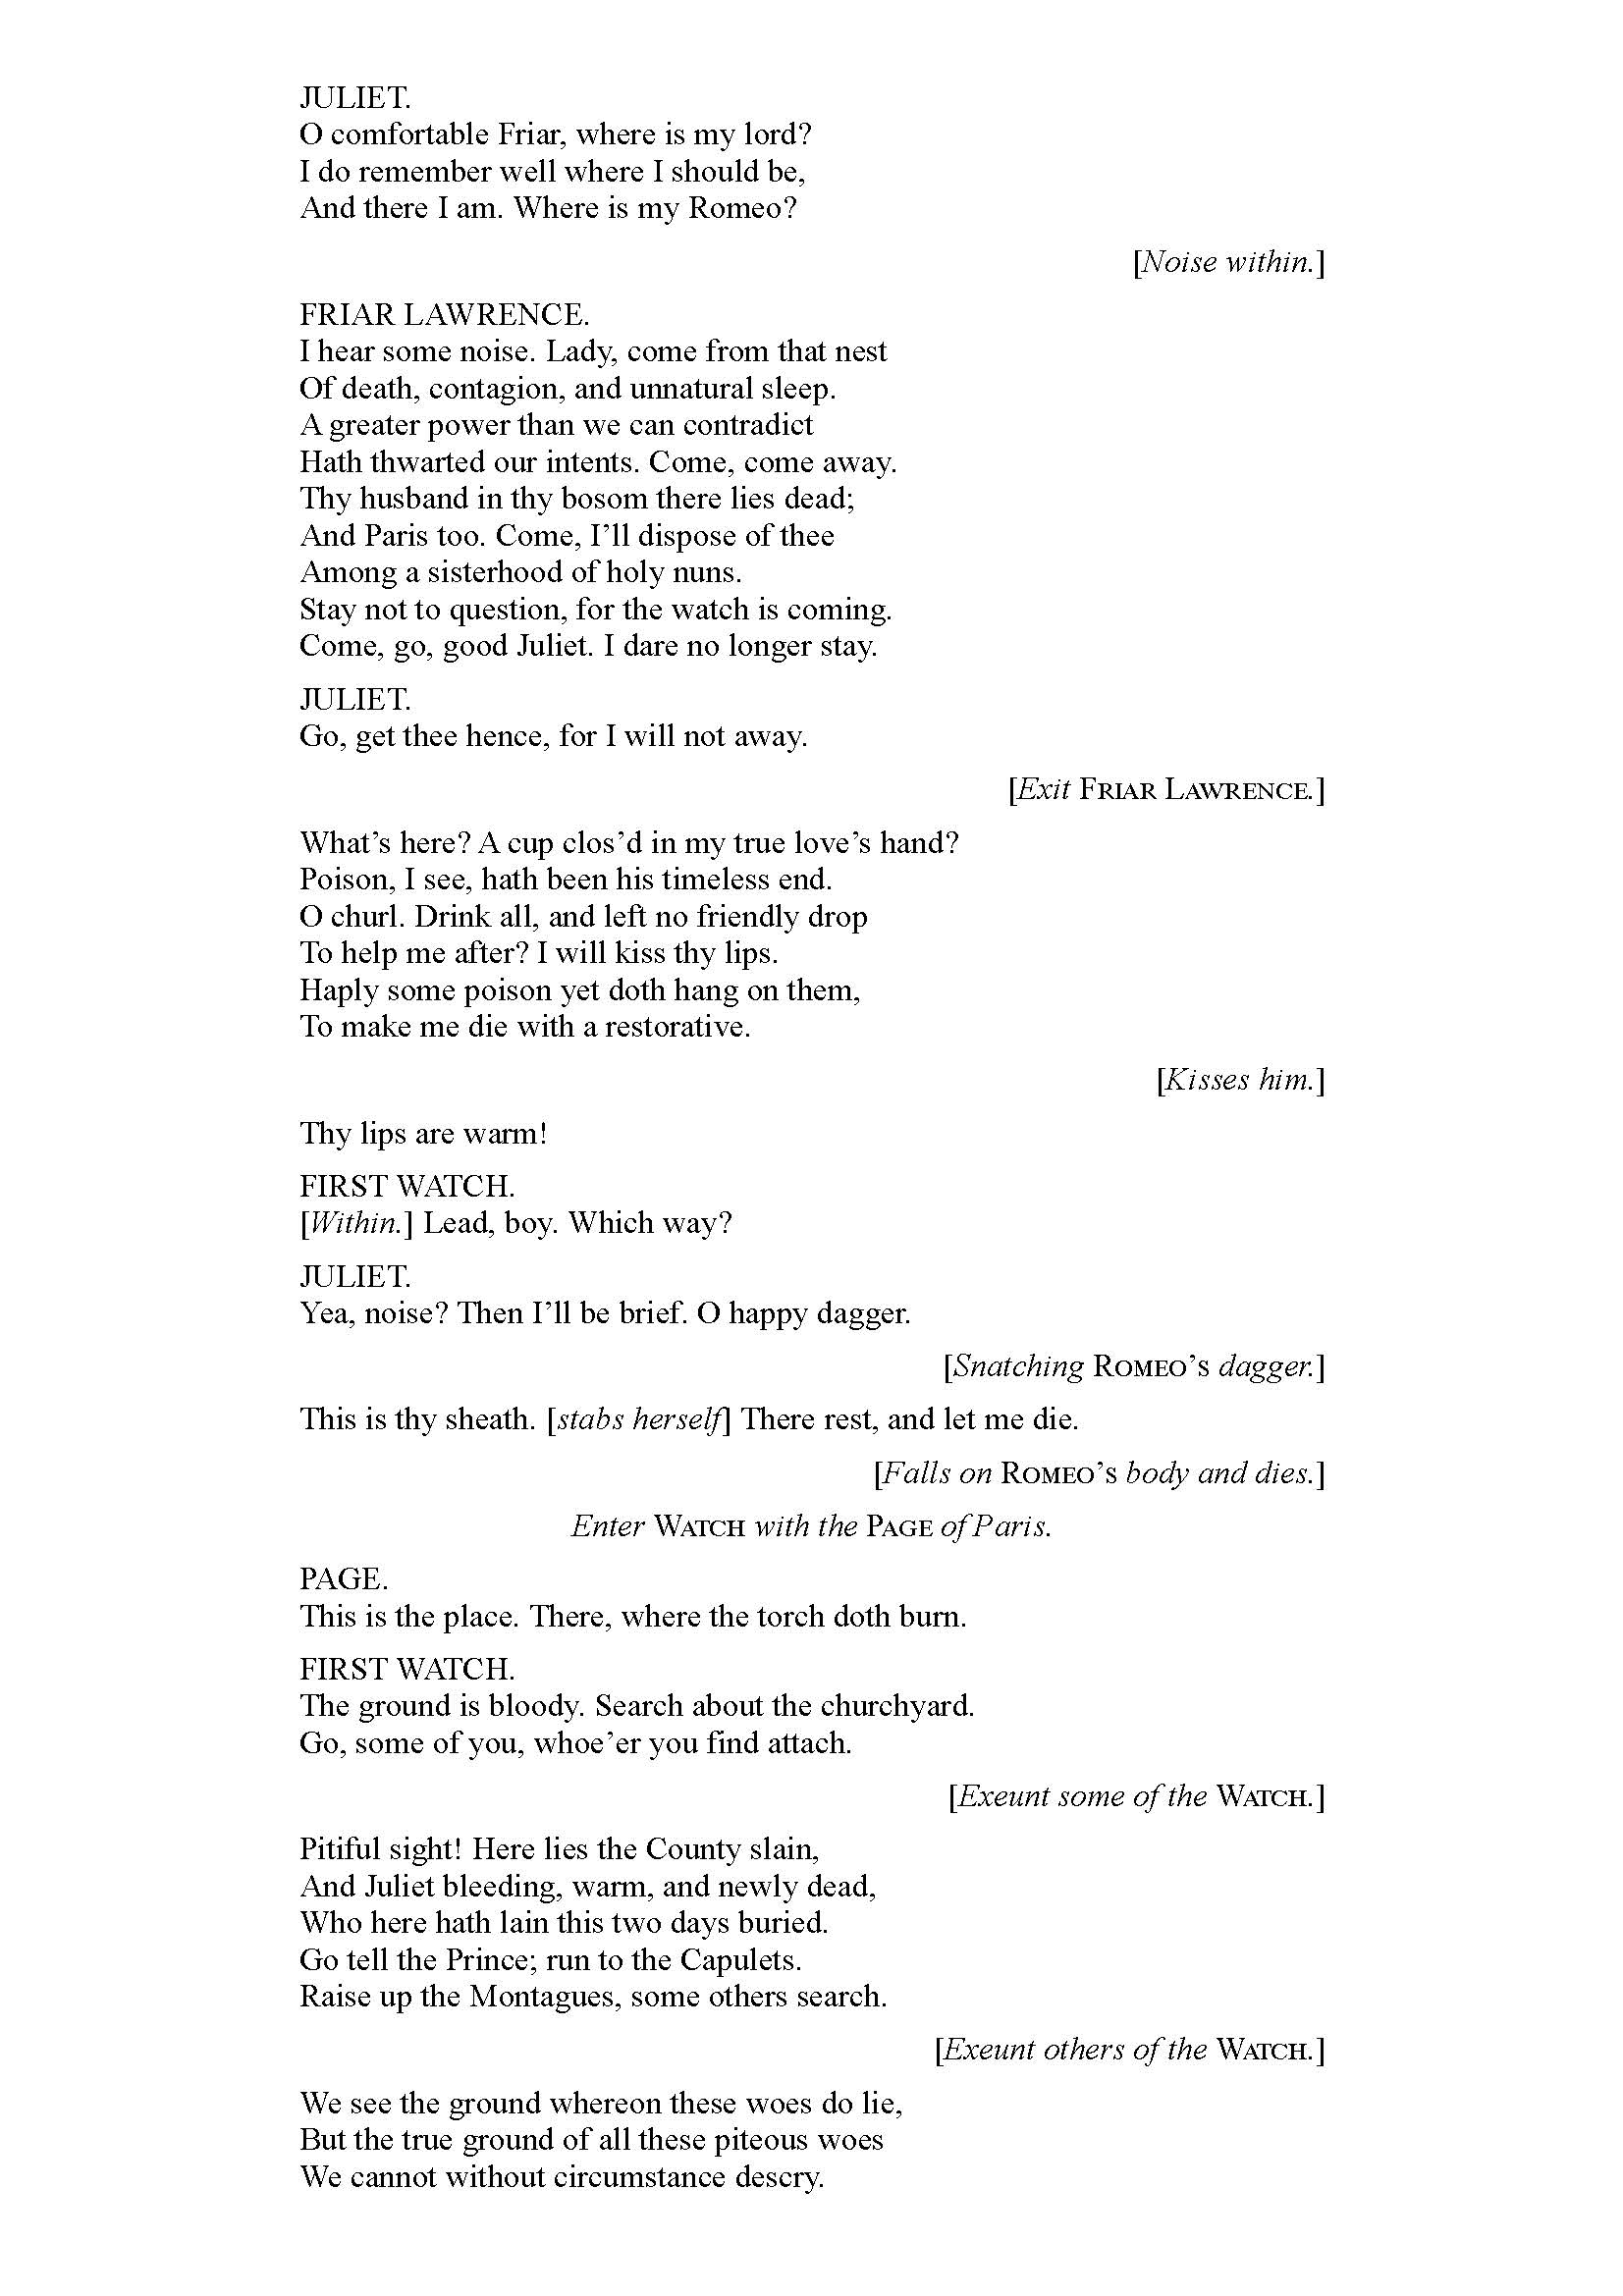 JULIET.
O comfortable Friar, where is my lord?
I do remember well where I should be,
And there I am. Where is my Romeo?
[Noise within.]
FRIAR LAWRENCE.
I hear some noise. Lady, come from that nest
Of death, contagion, and unnatural sleep.
A greater power than we can contradict
Hath thwarted our intents. Come, come away.
Thy husband in thy bosom there lies dead;
And Paris too. Come, I’ll dispose of thee
Among a sisterhood of holy nuns.
Stay not to question, for the watch is coming.
Come, go, good Juliet. I dare no longer stay.
JULIET.
Go, get thee hence, for I will not away.
[Exit FRIAR LAWRENCE.]
What’s here? A cup clos’d in my true love’s hand?
Poison, I see, hath been his timeless end.
O churl. Drink all, and left no friendly drop
To help me after? I will kiss thy lips.
Haply some poison yet doth hang on them,
To make me die with a restorative.
[Kisses him.]
Thy lips are warm!
FIRST WATCH.
[Within.] Lead, boy. Which way?
JULIET.
Yea, noise? Then I’ll be brief. O happy dagger.
[Snatching ROMEO’S dagger.]
This is thy sheath. [stabs herself] There rest, and let me die.
[Falls on ROMEO’S body and dies.]
Enter WATCH with the PAGE of Paris.
PAGE.
This is the place. There, where the torch doth burn.
FIRST WATCH.
The ground is bloody. Search about the churchyard.
Go, some of you, whoe’er you find attach.
[Exeunt some of the WATCH.]
Pitiful sight! Here lies the County slain,
And Juliet bleeding, warm, and newly dead,
Who here hath lain this two days buried.
Go tell the Prince; run to the Capulets.
Raise up the Montagues, some others search.
[Exeunt others of the WATCH.]
We see the ground whereon these woes do lie,
But the true ground of all these piteous woes
We cannot without circumstance descry.